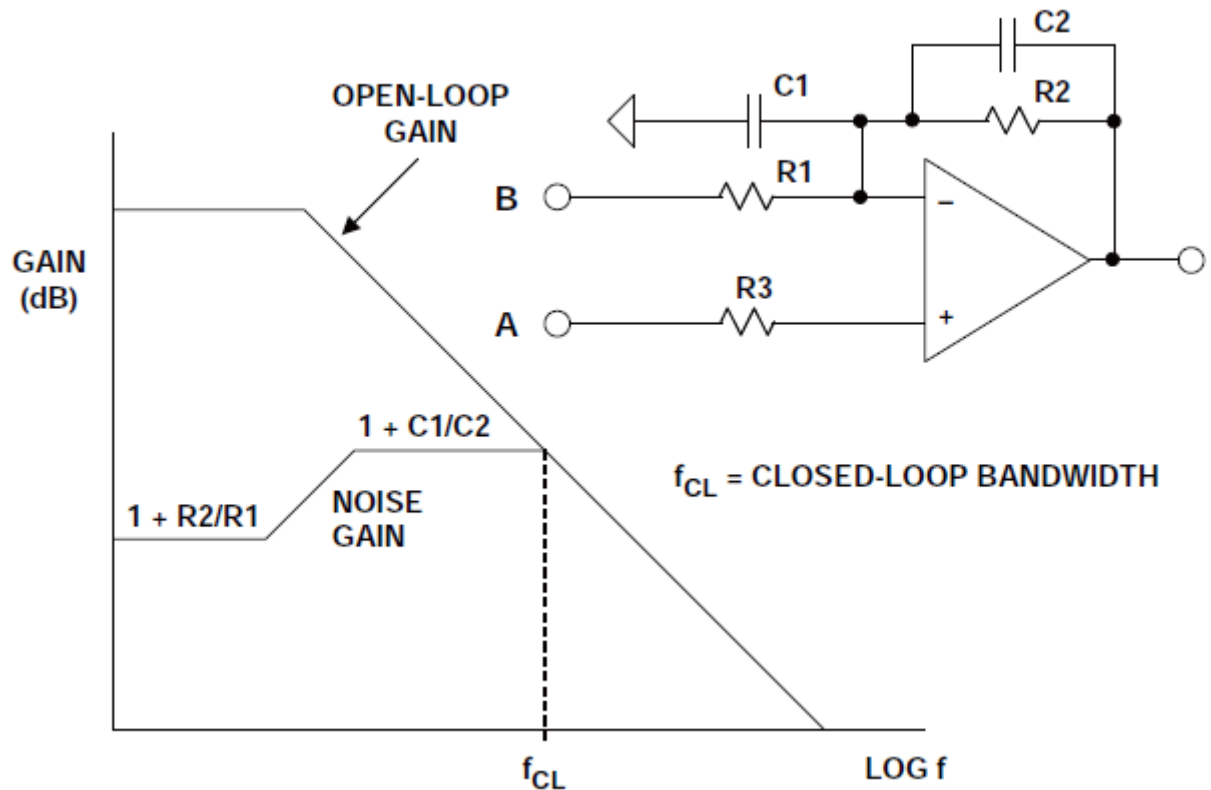 OPEN-LOOP
GAIN
GAIN
(dB)
1 + R2/R1
NOISE
GAIN
1 + C1/C2
f_CL
LOG f
C2
C1
R2
R1
B
–
R3
A
+
f_CL = CLOSED-LOOP BANDWIDTH